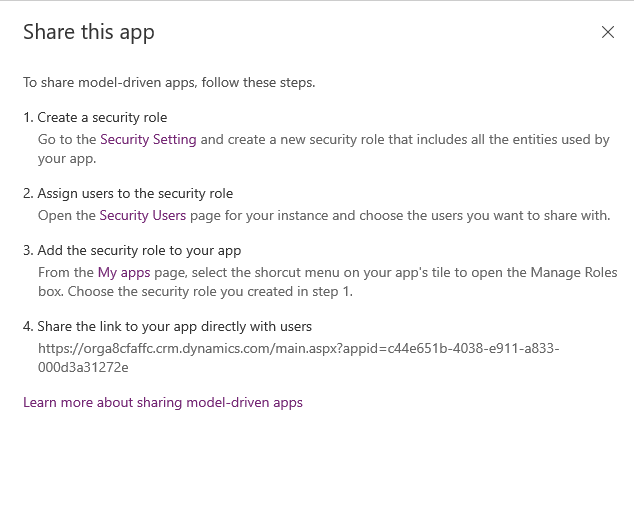 Share this app
To share model-driven apps, follow these steps.
1. Create a security role
Go to the Security Setting and create a new security role that includes all the entities used by
your app.
2. Assign users to the security role
Open the Security Users page for your instance and choose the users you want to share with.
3. Add the security role to your app
From the My apps page, select the shorcut menu on your app's tile to open the Manage Roles
box. Choose the security role you created in step 1.
4. Share the link to your app directly with users
https://orga8cfaffc.crm.dynamics.com/main.aspx?appid=c44e651b-4038-e911-a833-
000d3a31272e
Learn more about sharing model-driven apps